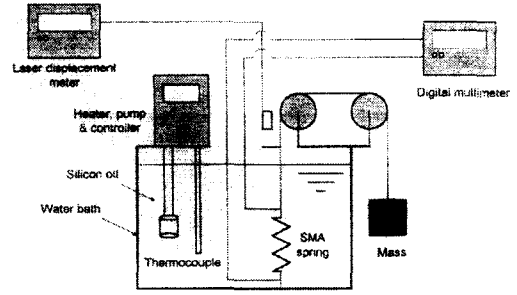 Laser displacement
meter
Digital multimeter
Heater, pump
& controller
Silicon oil
Water bath
Thermocouple
SMA
spring
Mass